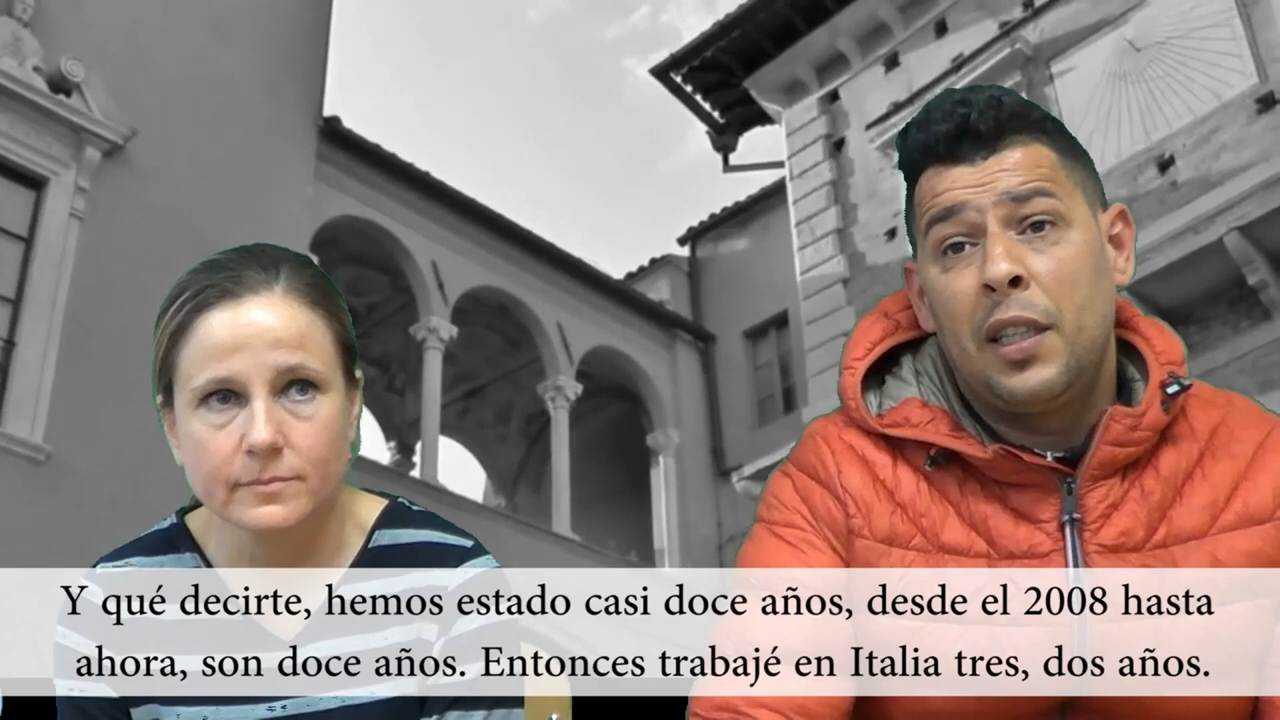 Y qué decirte, hemos estado casi doce años, desde el 2008 hasta
ahora, son doce años. Entonces trabajé en Italia tres, dos años.